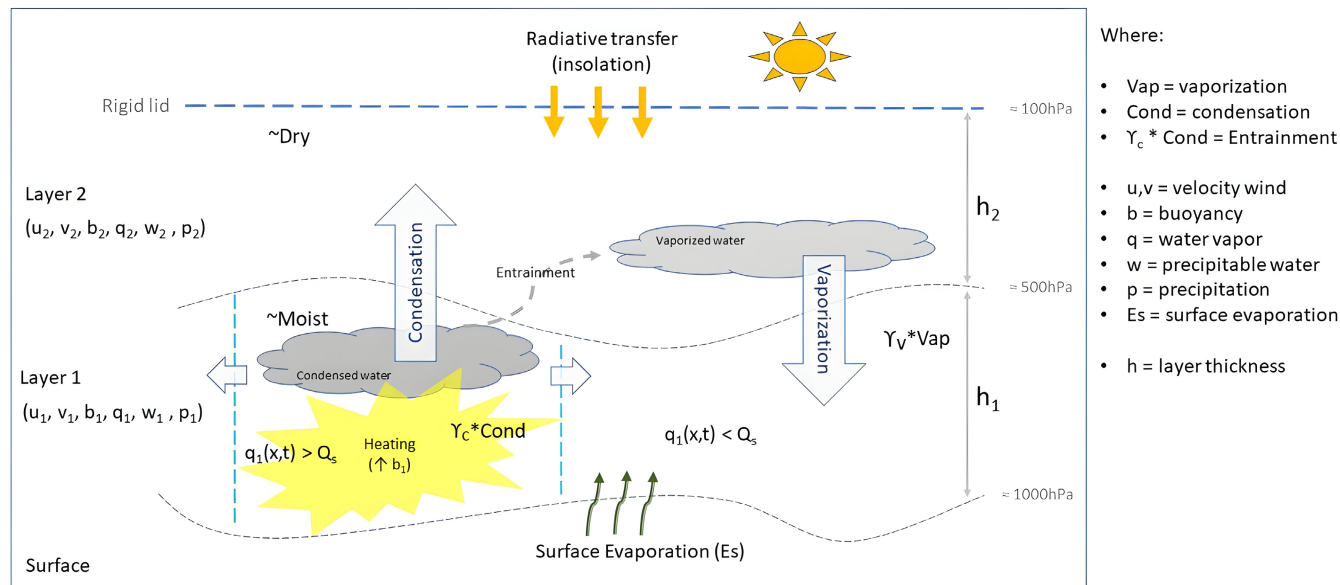 Radiative transfer
(insolation)
Rigid lid
≈ 100hPa
~Dry
Layer 2
(u₂, v₂, b₂, q₂, w₂ , p₂)
h₂
Condensation
Vaporized water
Entrainment
Vaporization
≈ 500hPa
~Moist
ϒᵥ*Vap
Condensed water
Layer 1
(u₁, v₁, b₁, q₁, w₁ , p₁)
h₁
ϒ꜀*Cond
q₁(x,t) > Qₛ
Heating
(↑ b₁)
q₁(x,t) < Qₛ
≈ 1000hPa
Surface Evaporation (Es)
Surface
Where:
• Vap = vaporization
• Cond = condensation
• ϒ꜀ * Cond = Entrainment
• u,v = velocity wind
• b = buoyancy
• q = water vapor
• w = precipitable water
• p = precipitation
• Es = surface evaporation
• h = layer thickness